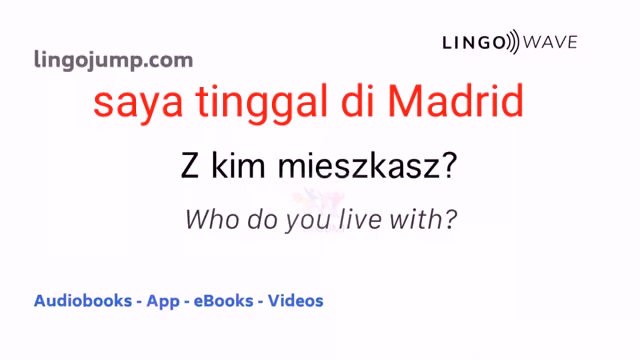 lingojump.com
LINGO WAVE
saya tinggal di Madrid
Z kim mieszkasz?
Who do you live with?
Audiobooks - App - eBooks - Videos